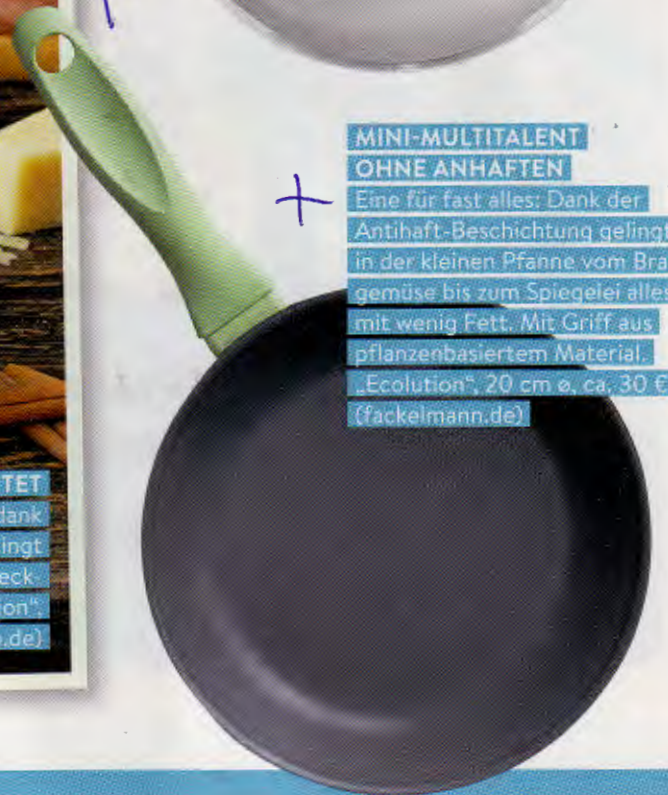 MINI-MULTITALENT
OHNE ANHAFTEN
Eine für fast alles: Dank der
Antihaft-Beschichtung gelingt
in der kleinen Pfanne vom Bra
gemüse bis zum Spiegelei alle
mit wenig Fett. Mit Griff aus
pflanzenbasiertem Material.
„Ecolution“, 20 cm ø, ca. 30 €
(fackelmann.de)
TET
dank
ingt
eck-
ion“,
n.de)